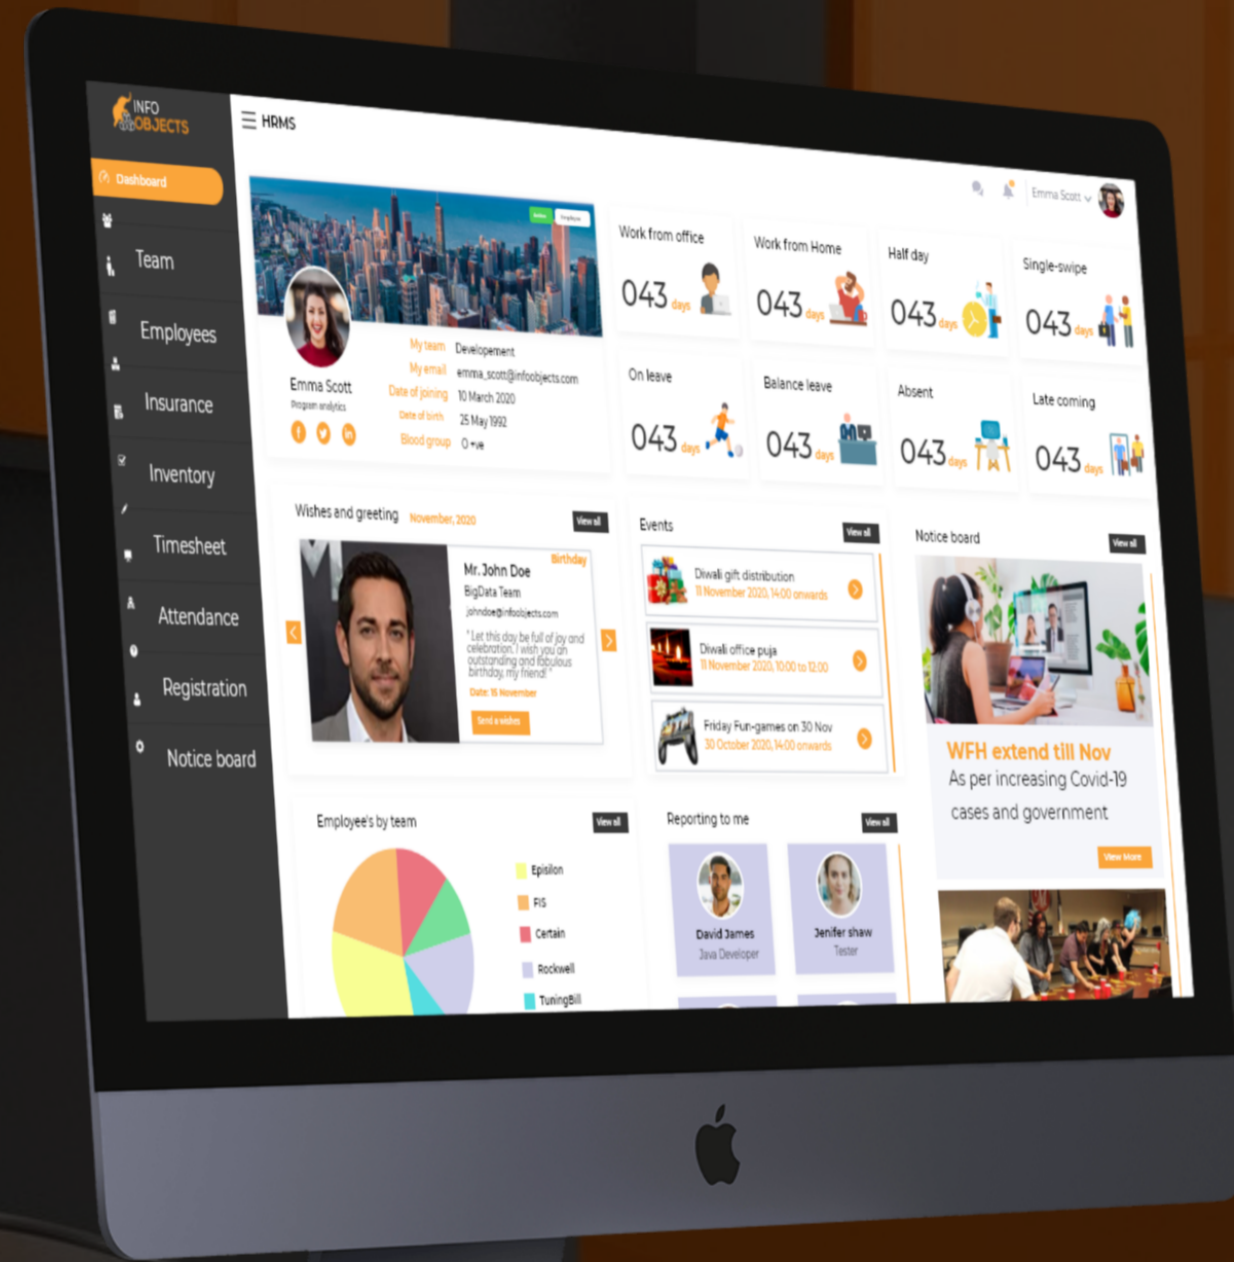 INFO
OBJECTS
HRMS
Dashboard
Team
Employees
Insurance
Inventory
Timesheet
Attendance
Registration
Notice board
Emma Scott
Employee
Emma Scott
Program analytics
My team Developement
My email emma_scott@infoobjects.com
Date of joining 10 March 2020
Date of birth 25 May 1992
Blood group O +ve
Work from office
043 days
Work from Home
043 days
Half day
043 days
Single-swipe
043 days
On leave
043 days
Balance leave
043 days
Absent
043 days
Late coming
043 days
Wishes and greeting November, 2020
View all
Birthday
Mr. John Doe
BigData Team
johndoe@infoobjects.com
" Let this day be full of joy and
celebration. I wish you an
outstanding and fabulous
birthday, my friend! "
Date: 16 November
Send a wishes
Events
View all
Diwali gift distribution
11 November 2020, 14:00 onwards
Diwali office puja
11 November 2020, 10:00 to 12:00
Friday Fun-games on 30 Nov
30 October 2020, 14:00 onwards
Notice board
View all
WFH extend till Nov
As per increasing Covid-19
cases and government
View More
Employee's by team
View all
Episilon
FIS
Certain
Rockwell
TuningBill
Reporting to me
View all
David James
Java Developer
Jenifer shaw
Tester